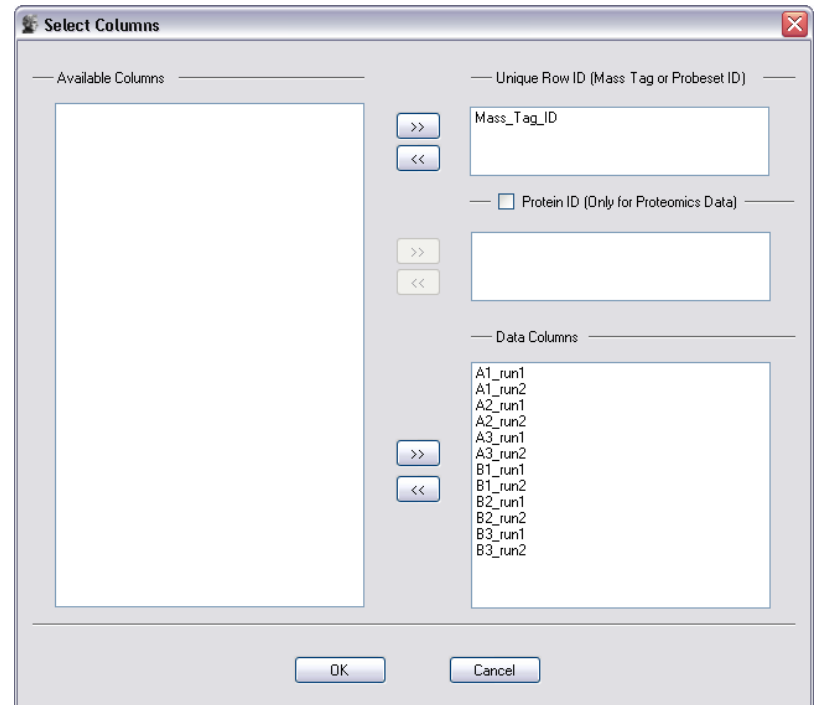 Select Columns
Available Columns
Unique Row ID (Mass Tag or Probeset ID)
>>
<<
Mass_Tag_ID
Protein ID (Only for Proteomics Data)
>>
<<
Data Columns
A1_run1
A1_run2
A2_run1
A2_run2
A3_run1
A3_run2
B1_run1
B1_run2
B2_run1
B2_run2
B3_run1
B3_run2
>>
<<
OK
Cancel